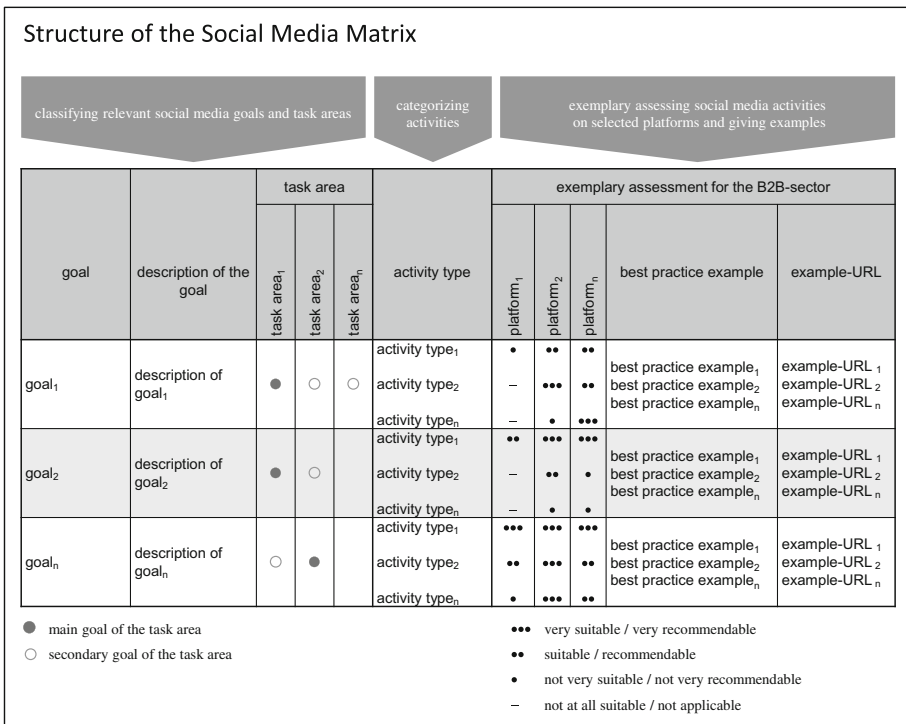 Structure of the Social Media Matrix
classifying relevant social media goals and task areas
categizing
activities
exemplary assessing social media activities
on selected platforms and giving examples
task area
exemplary assessment for the B2B-sector
goal
description of the
goal
task area₁
task area₂
task areaₙ
activity type
platform₁
platform₂
platformₙ
best practice example
example-URL
goal₁
description of
goal₁
● ○ ○
activity type₁ • •• ••
activity type₂ – ••• ••
activity typeₙ – • •••
best practice example₁
best practice example₂
best practice exampleₙ
example-URL ₁
example-URL ₂
example-URL ₙ
goal₂
description of
goal₂
● ○
activity type₁ •• ••• •••
activity type₂ – •• •
activity typeₙ – • •
best practice example₁
best practice example₂
best practice exampleₙ
example-URL ₁
example-URL ₂
example-URL ₙ
goalₙ
description of
goalₙ
○ ●
activity type₁ ••• ••• •••
activity type₂ •• ••• ••
activity typeₙ • ••• ••
best practice example₁
best practice example₂
best practice exampleₙ
example-URL ₁
example-URL ₂
example-URL ₙ
● main goal of the task area
○ secondary goal of the task area
••• very suitable / very recommendable
•• suitable / recommendable
• not very suitable / not very recommendable
– not at all suitable / not applicable